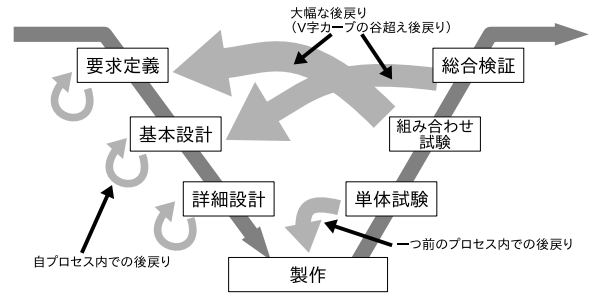 大幅な後戻り
(V字カーブの谷超え後戻り)
要求定義
総合検証
基本設計
組み合わせ
試験
詳細設計
単体試験
自プロセス内での後戻り
一つ前のプロセス内での後戻り
製作